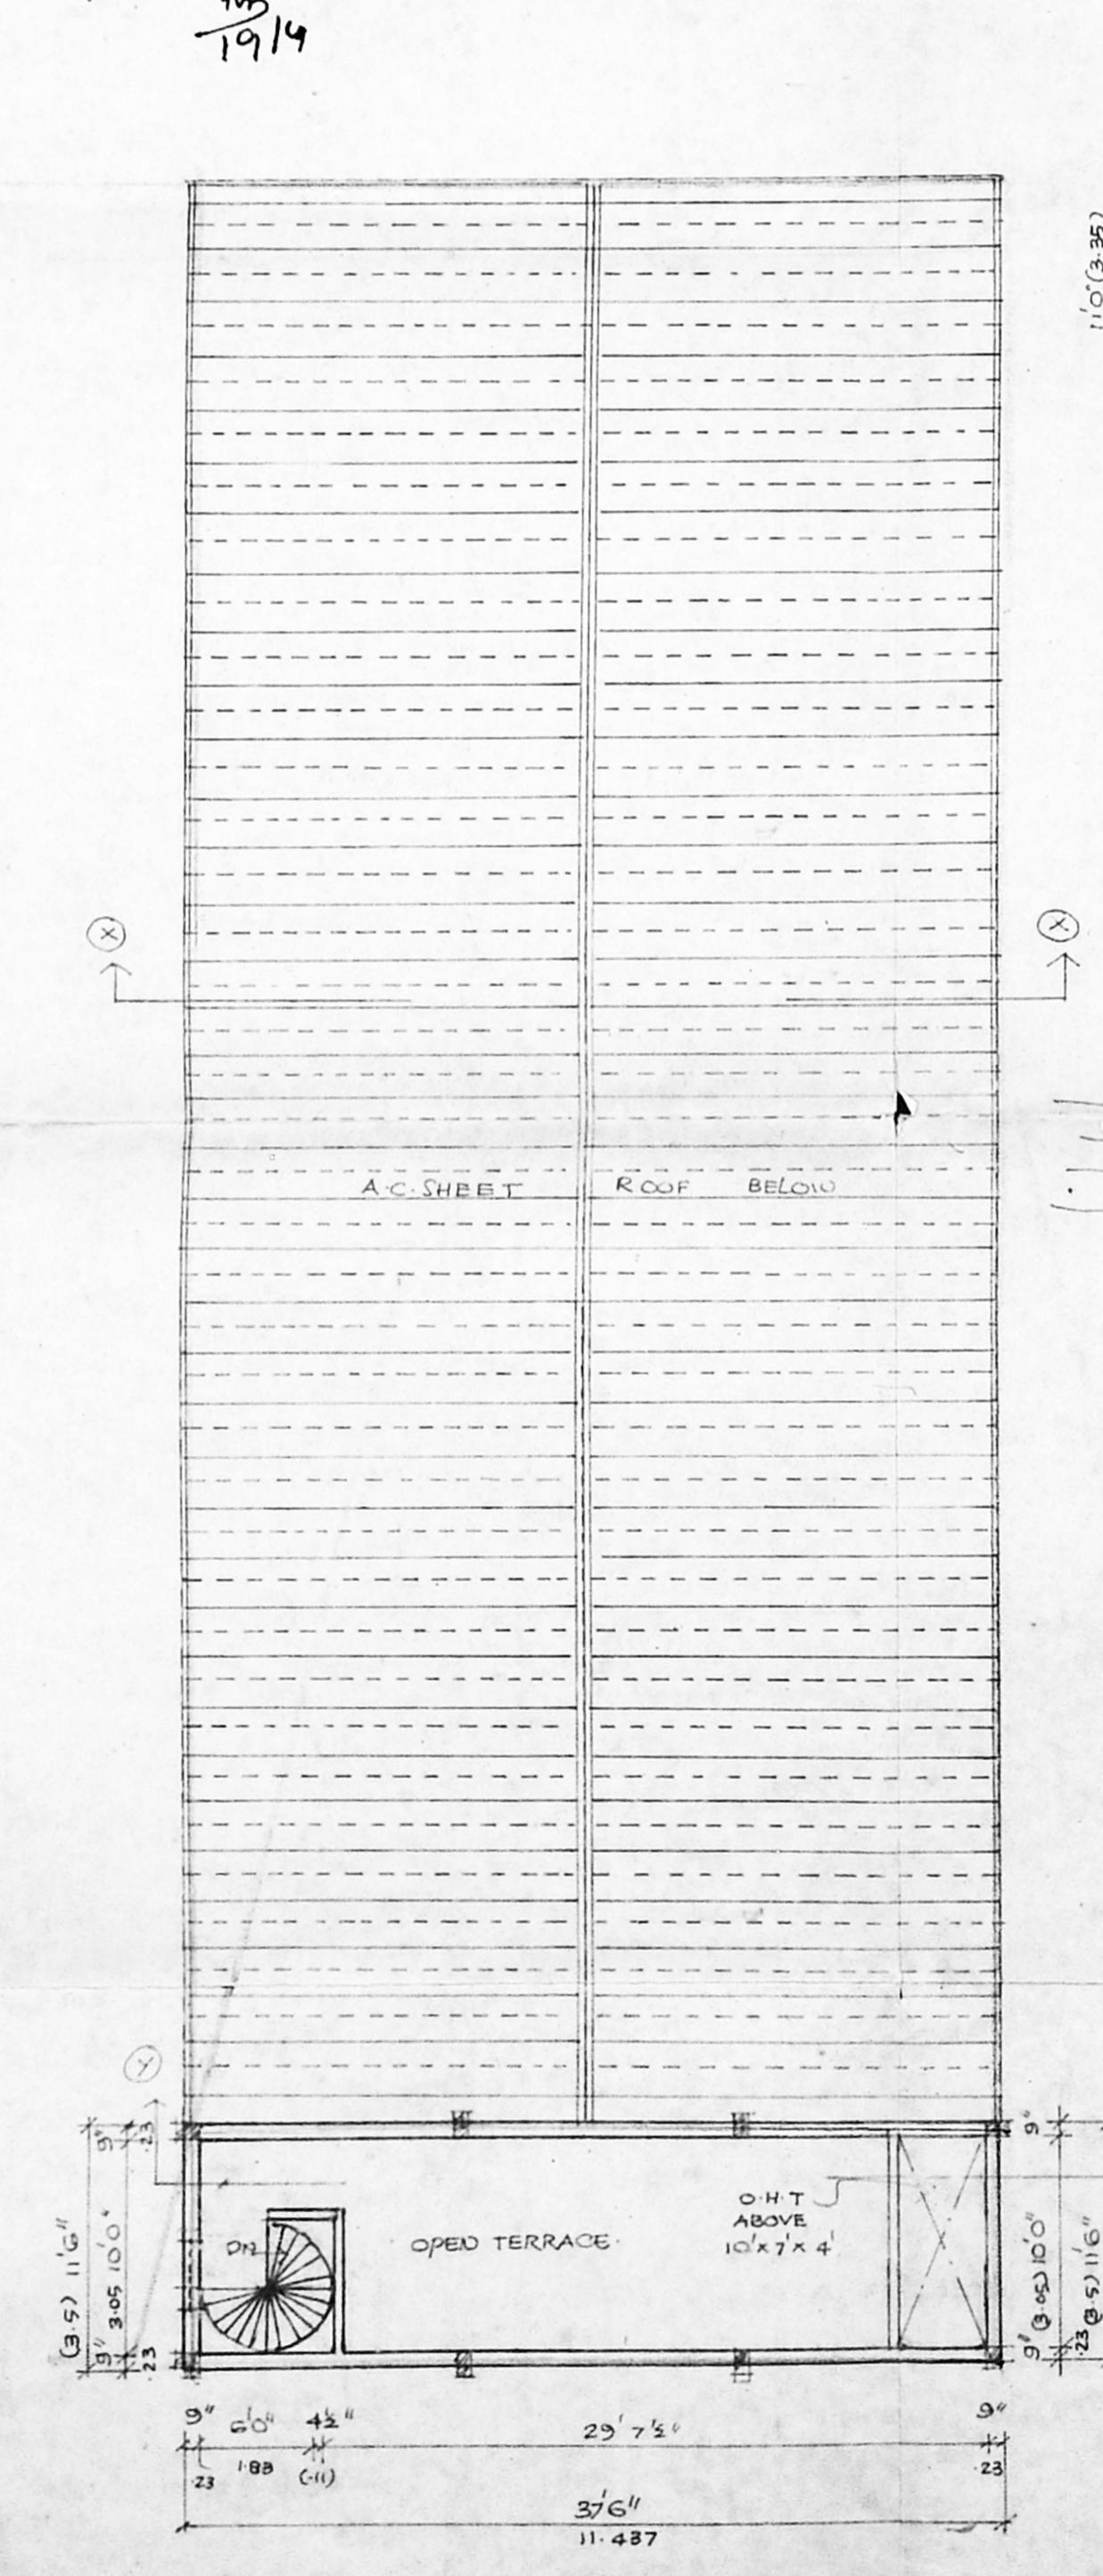 19/4
11'0"(3.35)
X
X
A.C. SHEET ROOF BELOW
Y
9"
.23
(3.5) 11'6"
3.05 10'0"
9"
.23
DN
OPEN TERRACE.
O.H.T
ABOVE
10'x7'x4'
9"
(3.05) 10'0"
(3.5) 11'6"
9"
.23
9" 6'0" 4½" 29'7½" 9"
.23 1.83 (.11) .23
37'6"
11.437